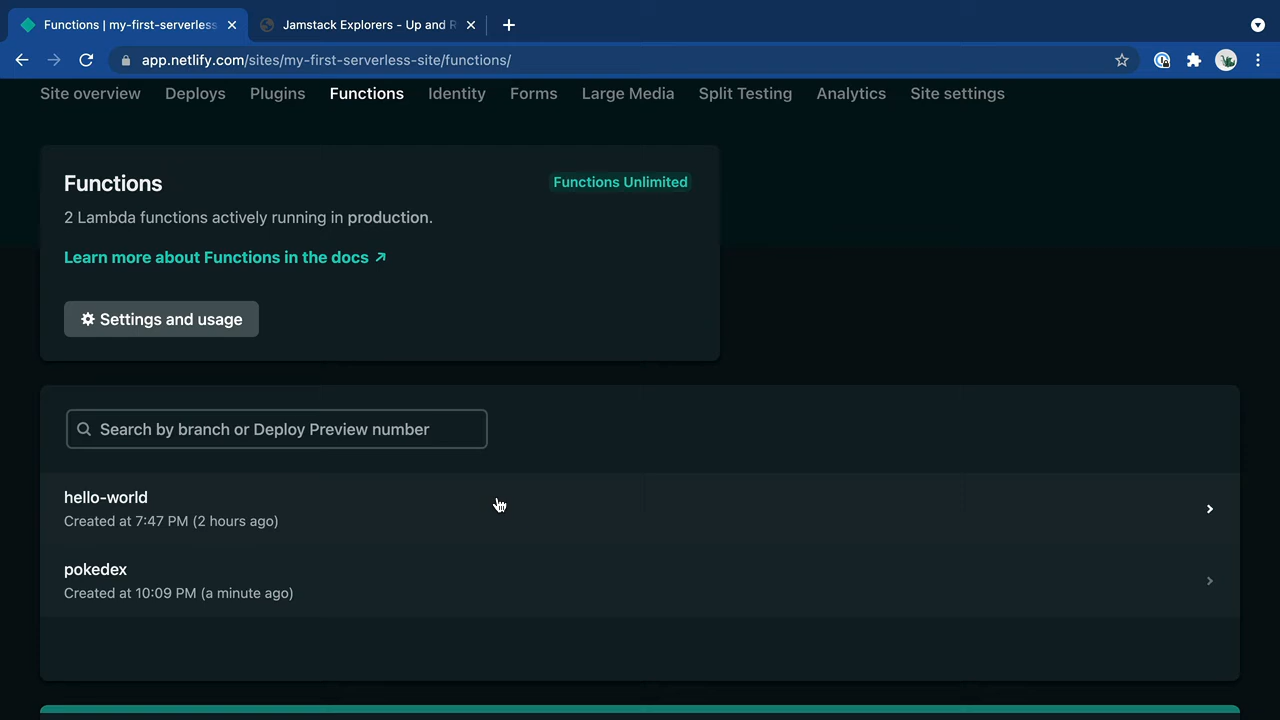 Functions | my-first-serverless
Jamstack Explorers - Up and R
app.netlify.com/sites/my-first-serverless-site/functions/
Site overview Deploys Plugins Functions Identity Forms Large Media Split Testing Analytics Site settings
Functions
Functions Unlimited
2 Lambda functions actively running in production.
Learn more about Functions in the docs
Settings and usage
Search by branch or Deploy Preview number
hello-world
Created at 7:47 PM (2 hours ago)
pokedex
Created at 10:09 PM (a minute ago)